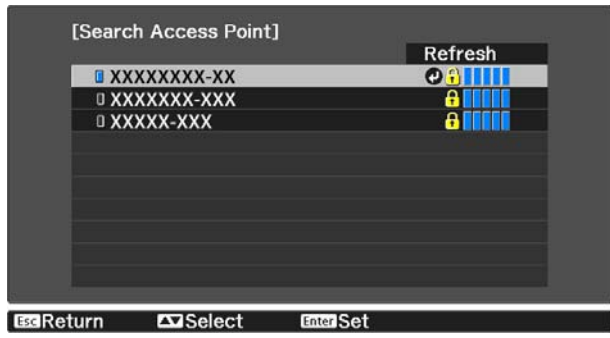 [Search Access Point]
Refresh
XXXXXXXX-XX
XXXXXXX-XXX
XXXXX-XXX
Esc Return Select Enter Set